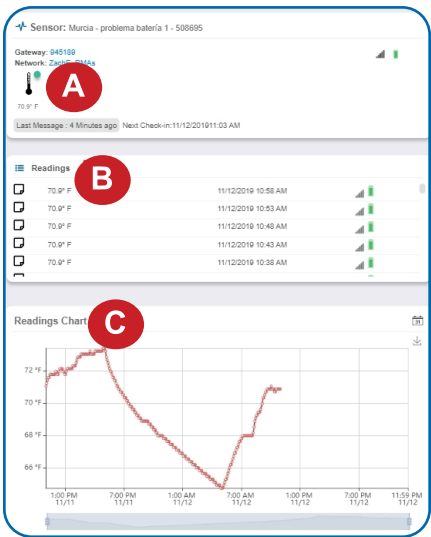 Sensor: Murcia - problema batería 1 - 508695
Gateway: 945189
Network: ZachE RMAs
A
70.9° F
Last Message : 4 Minutes ago Next Check-in:11/12/201911:03 AM
Readings
B
70.9° F 11/12/2019 10:58 AM
70.9° F 11/12/2019 10:53 AM
70.9° F 11/12/2019 10:48 AM
70.9° F 11/12/2019 10:43 AM
70.9° F 11/12/2019 10:38 AM
Readings Chart
C
31
72 °F
70 °F
68 °F
66 °F
1:00 PM 7:00 PM 1:00 AM 7:00 AM 1:00 PM 7:00 PM 11:59 PM
11/11 11/11 11/12 11/12 11/12 11/12 11/12